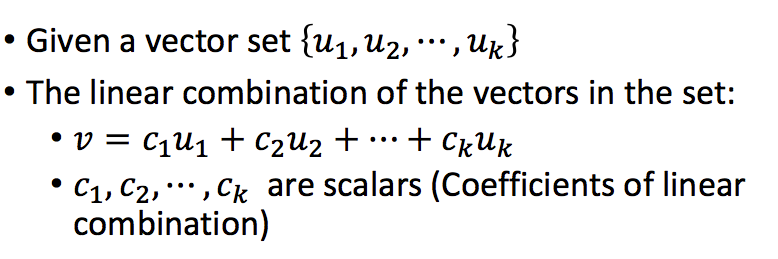 • Given a vector set {𝑢₁, 𝑢₂, ⋯, 𝑢ₖ}
• The linear combination of the vectors in the set:
• 𝑣 = 𝑐₁𝑢₁ + 𝑐₂𝑢₂ + ⋯ + 𝑐ₖ𝑢ₖ
• 𝑐₁, 𝑐₂, ⋯, 𝑐ₖ are scalars (Coefficients of linear
combination)